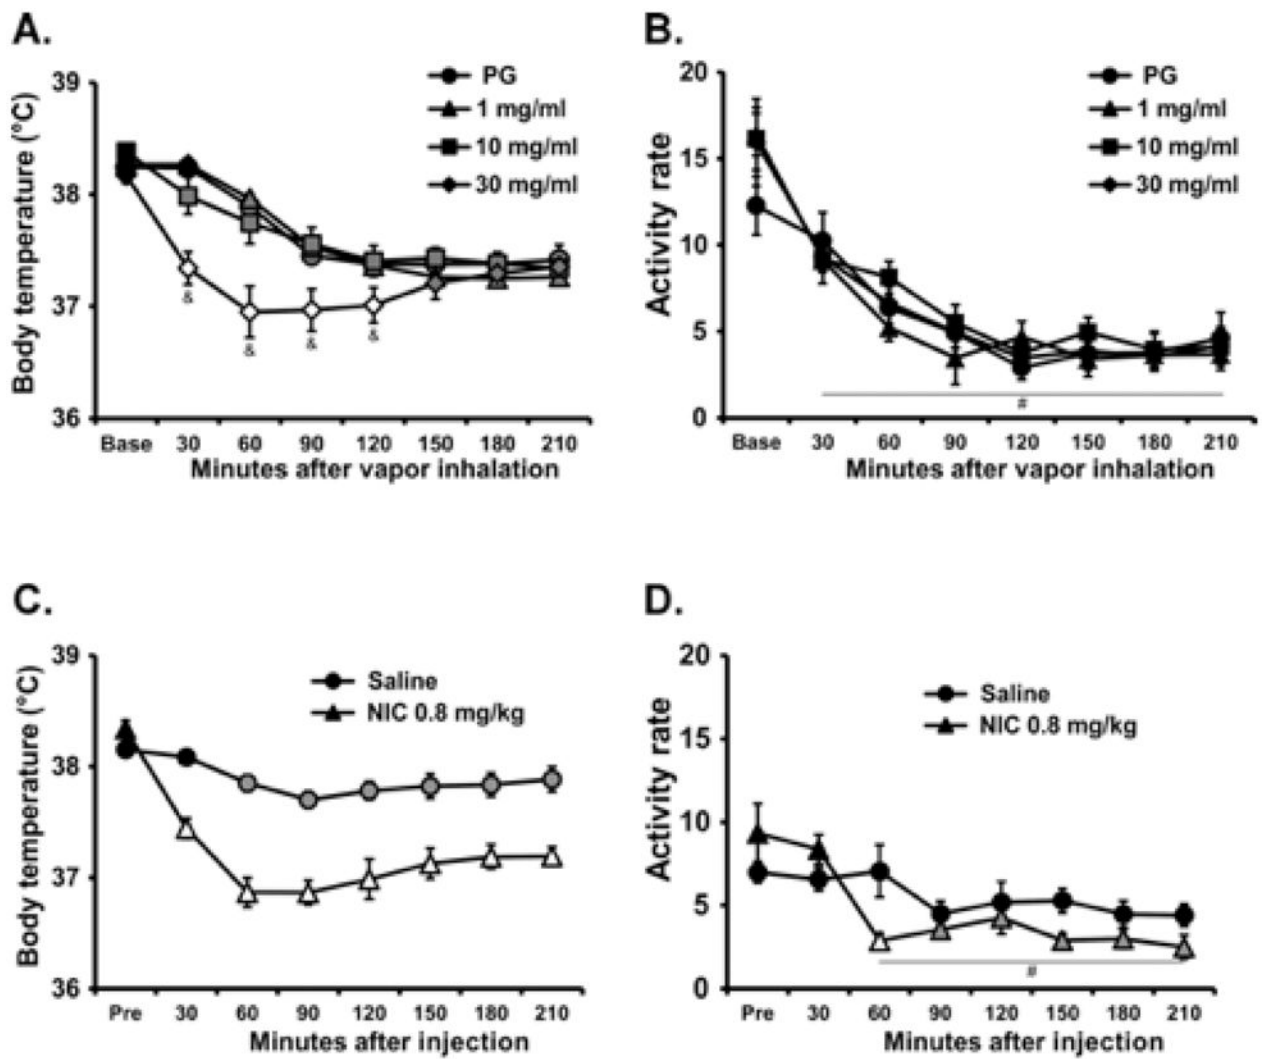 A.
39
38
37
36
Body temperature (°C)
PG
1 mg/ml
10 mg/ml
30 mg/ml
&
&
&
&
Base 30 60 90 120 150 180 210
Minutes after vapor inhalation
B.
20
15
10
5
0
Activity rate
PG
1 mg/ml
10 mg/ml
30 mg/ml
#
Base 30 60 90 120 150 180 210
Minutes after vapor inhalation
C.
39
38
37
36
Body temperature (°C)
Saline
NIC 0.8 mg/kg
Pre 30 60 90 120 150 180 210
Minutes after injection
D.
20
15
10
5
0
Activity rate
Saline
NIC 0.8 mg/kg
#
Pre 30 60 90 120 150 180 210
Minutes after injection